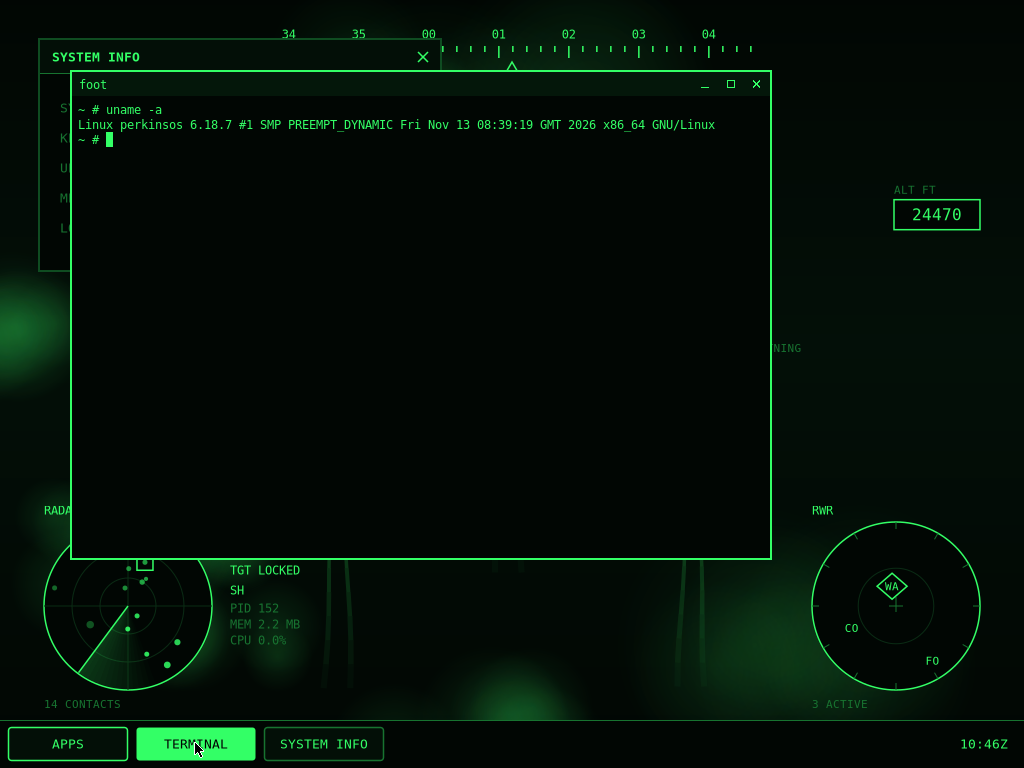 34 35 00 01 02 03 04
SYSTEM INFO
foot
~ # uname -a
Linux perkinsos 6.18.7 #1 SMP PREEMPT_DYNAMIC Fri Nov 13 08:39:19 GMT 2026 x86_64 GNU/Linux
~ #
ALT FT
24470
TGT LOCKED
SH
PID 152
MEM 2.2 MB
CPU 0.0%
14 CONTACTS
RWR
WA
CO
FO
3 ACTIVE
APPS
TERMINAL
SYSTEM INFO
10:46Z